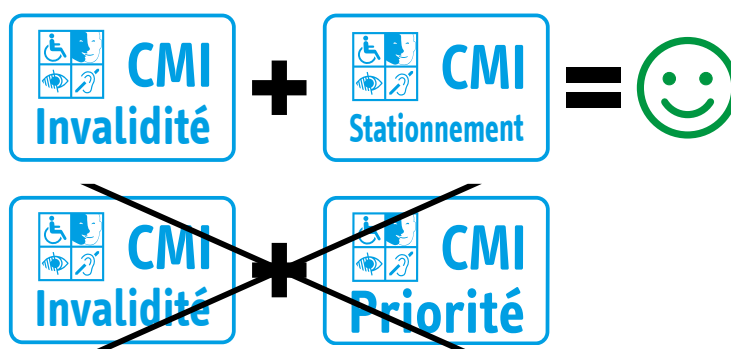 CMI
Invalidité
+
CMI
Stationnement
=
CMI
Invalidité
+
CMI
Priorité